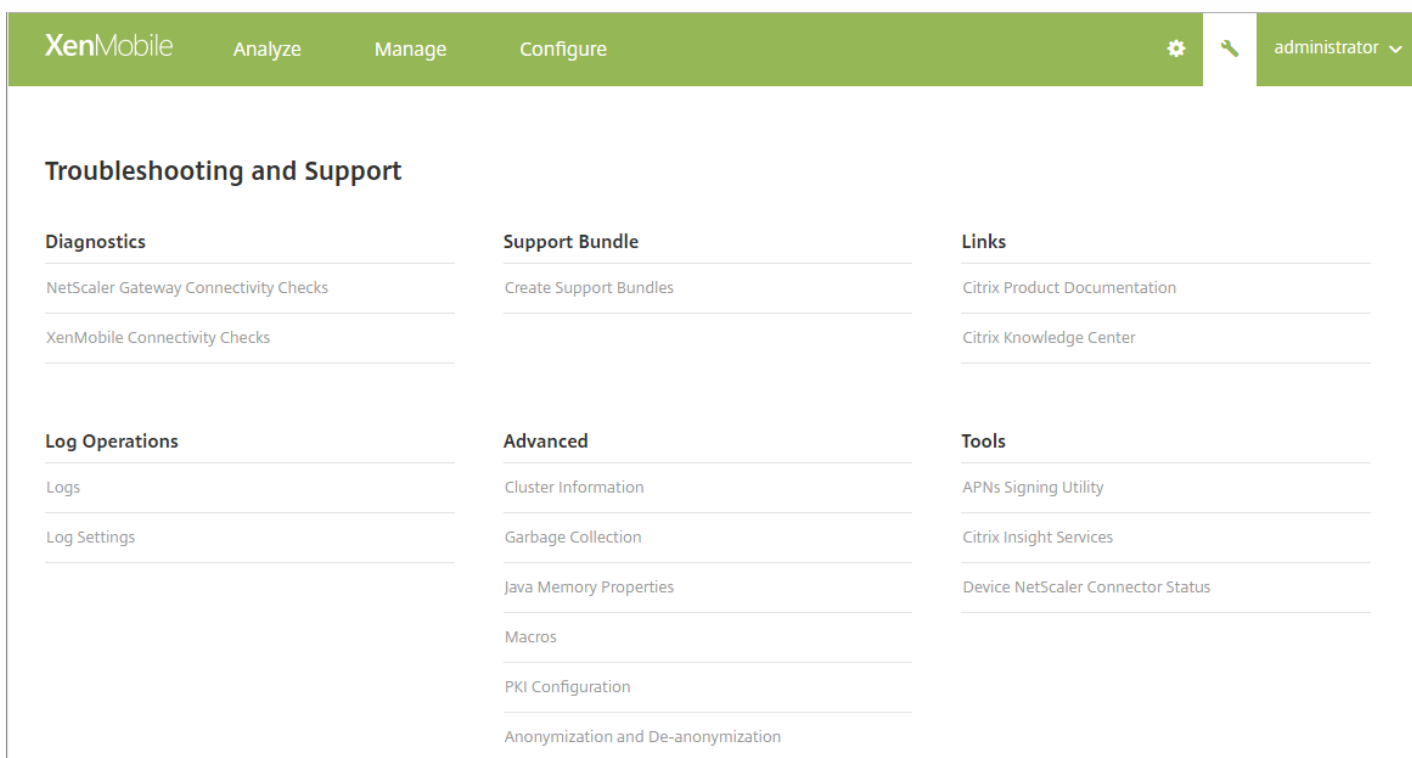 XenMobile Analyze Manage Configure administrator
Troubleshooting and Support
Diagnostics
NetScaler Gateway Connectivity Checks
XenMobile Connectivity Checks
Support Bundle
Create Support Bundles
Links
Citrix Product Documentation
Citrix Knowledge Center
Log Operations
Logs
Log Settings
Advanced
Cluster Information
Garbage Collection
Java Memory Properties
Macros
PKI Configuration
Anonymization and De-anonymization
Tools
APNs Signing Utility
Citrix Insight Services
Device NetScaler Connector Status